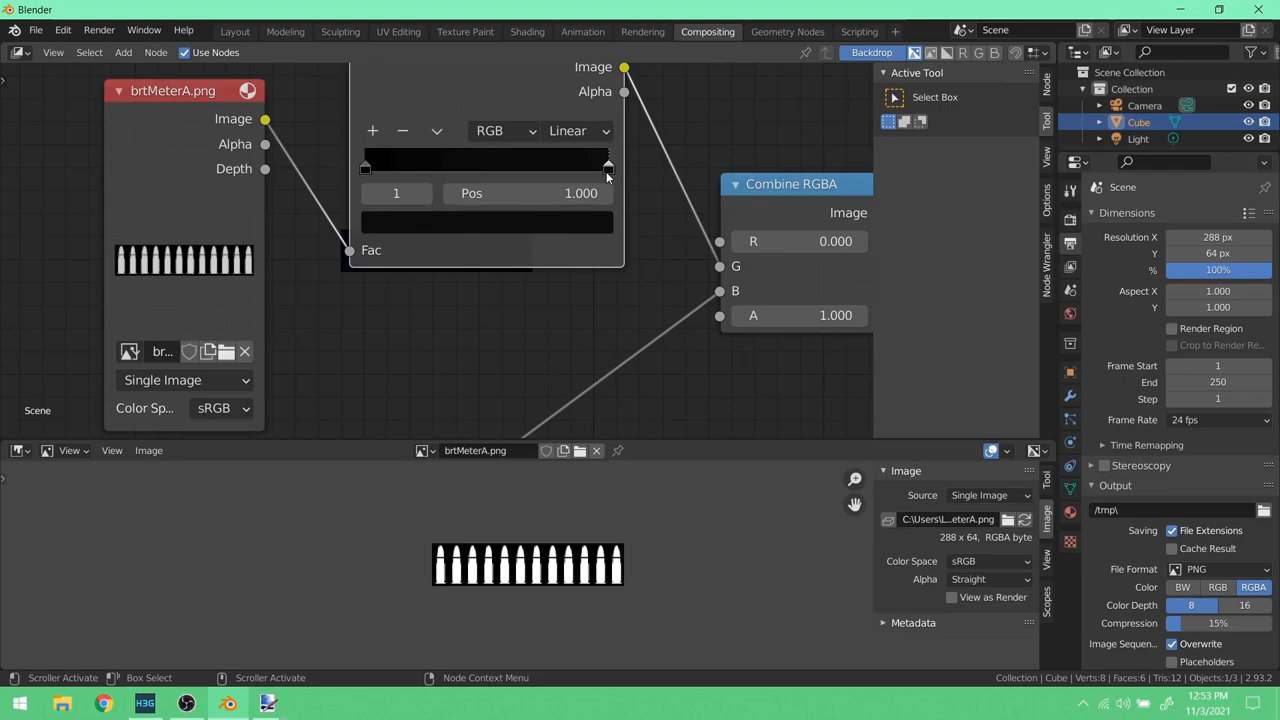 Blender
File Edit Render Window Help
Layout Modeling Sculpting UV Editing Texture Paint Shading Animation Rendering Compositing Geometry Nodes Scripting +
Scene
View Layer
View Select Add Node Use Nodes
Backdrop
R G B
brtMeterA.png
Image
Alpha
Depth
br...
Single Image
Color Sp...
sRGB
Scene
Image
Alpha
RGB
Linear
1
Pos 1.000
Fac
Combine RGBA
Image
R 0.000
G
B
A 1.000
Active Tool
Select Box
Node
Tool
View
Options
Node Wrangler
Scene Collection
Collection
Camera
Cube
Light
Scene
Dimensions
Resolution X 288 px
Y 64 px
% 100%
Aspect X 1.000
Y 1.000
Render Region
Crop to Render Re...
Frame Start 1
End 250
Step 1
Frame Rate 24 fps
Time Remapping
Stereoscopy
Output
/tmp\
Saving File Extensions
Cache Result
File Format PNG
Color BW RGB RGBA
Color Depth 8 16
Compression 15%
Image Sequen... Overwrite
Placeholders
View View Image
brtMeterA.png
Image
Source Single Image
C:\Users\L...eterA.png
288 x 64, RGBA byte
Color Space sRGB
Alpha Straight
View as Render
Metadata
Tool
Image
View
Scopes
Scroller Activate Box Select Scroller Activate Node Context Menu
Collection | Cube | Verts:8 | Faces:6 | Tris:12 | Objects:1/3 | 2.93.2
H3G
12:53 PM
11/3/2021